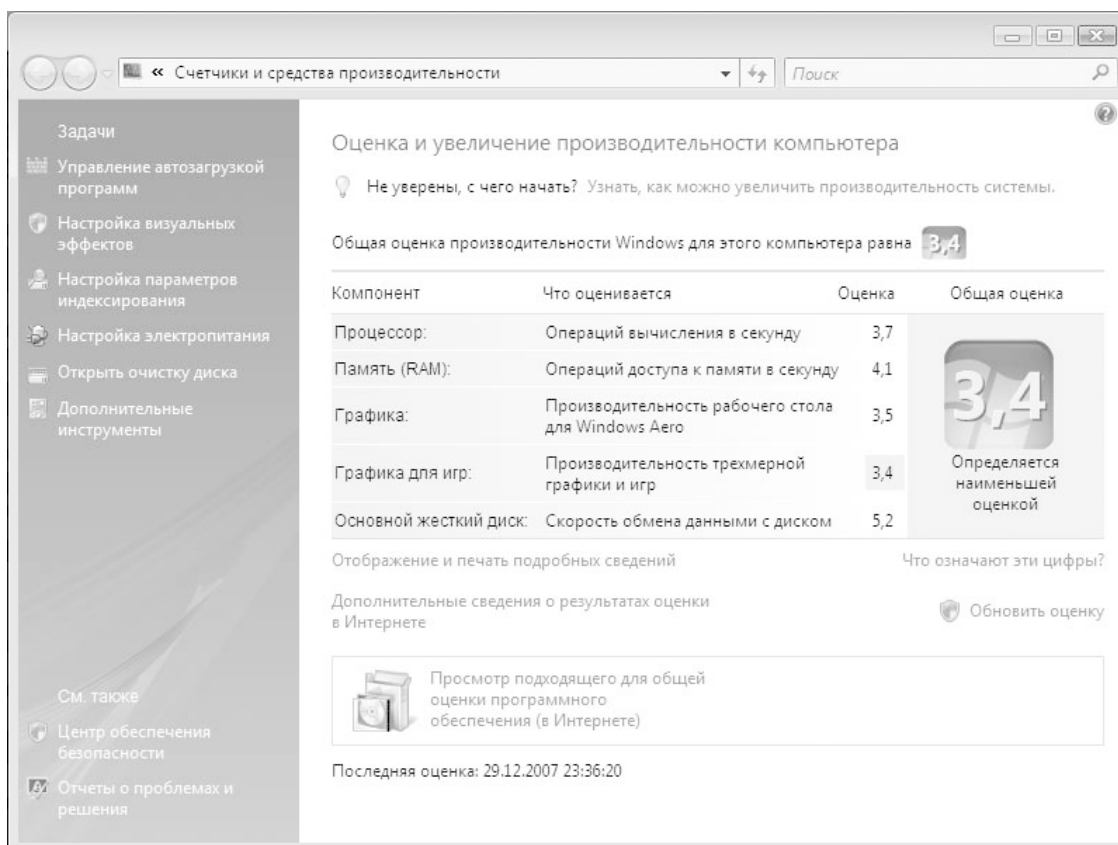 « Счетчики и средства производительности
Поиск
Задачи
Управление автозагрузкой
программ
Настройка визуальных
эффектов
Настройка параметров
индексирования
Настройка электропитания
Открыть очистку диска
Дополнительные
инструменты
См. также
Центр обеспечения
безопасности
Отчеты о проблемах и
решения
Оценка и увеличение производительности компьютера
Не уверены, с чего начать? Узнать, как можно увеличить производительность системы.
Общая оценка производительности Windows для этого компьютера равна 3,4
Компонент Что оценивается Оценка Общая оценка
Процессор: Операций вычисления в секунду 3,7
Память (RAM): Операций доступа к памяти в секунду 4,1
Графика: Производительность рабочего стола
для Windows Aero 3,5
Графика для игр: Производительность трехмерной
графики и игр 3,4
Основной жесткий диск: Скорость обмена данными с диском 5,2
3,4
Определяется
наименьшей
оценкой
Отображение и печать подробных сведений
Что означают эти цифры?
Дополнительные сведения о результатах оценки
в Интернете
Обновить оценку
Просмотр подходящего для общей
оценки программного
обеспечения (в Интернете)
Последняя оценка: 29.12.2007 23:36:20